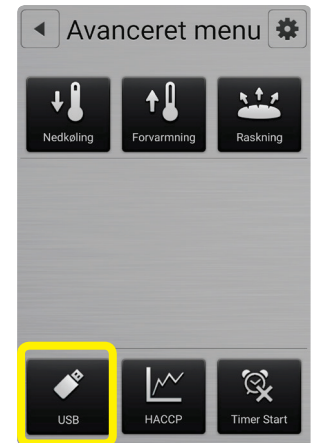 Avanceret menu
Nedkøling
Forvarmning
Raskning
USB
HACCP
Timer Start